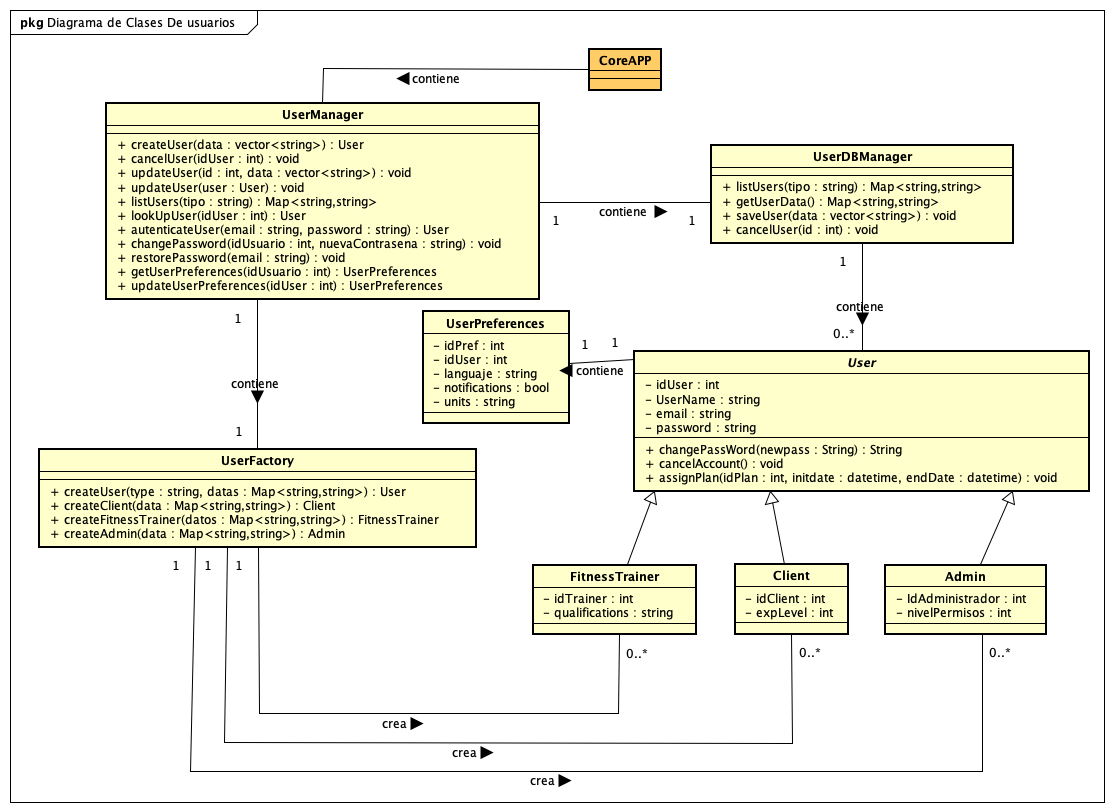 pkg Diagrama de Clases De usuarios
CoreAPP
contiene
UserManager
+ createUser(data : vector<string>) : User
+ cancelUser(idUser : int) : void
+ updateUser(id : int, data : vector<string>) : void
+ updateUser(user : User) : void
+ listUsers(tipo : string) : Map<string,string>
+ lookUpUser(idUser : int) : User
+ autenticateUser(email : string, password : string) : User
+ changePassword(idUsuario : int, nuevaContrasena : string) : void
+ restorePassword(email : string) : void
+ getUserPreferences(idUsuario : int) : UserPreferences
+ updateUserPreferences(idUser : int) : UserPreferences
1
contiene
1
UserDBManager
+ listUsers(tipo : string) : Map<string,string>
+ getUserData() : Map<string,string>
+ saveUser(data : vector<string>) : void
+ cancelUser(id : int) : void
1
contiene
0..*
1
contiene
1
UserPreferences
- idPref : int
- idUser : int
- languaje : string
- notifications : bool
- units : string
1
1
contiene
User
- idUser : int
- UserName : string
- email : string
- password : string
+ changePassWord(newpass : String) : String
+ cancelAccount() : void
+ assignPlan(idPlan : int, initdate : datetime, endDate : datetime) : void
UserFactory
+ createUser(type : string, datas : Map<string,string>) : User
+ createClient(data : Map<string,string>) : Client
+ createFitnessTrainer(datos : Map<string,string>) : FitnessTrainer
+ createAdmin(data : Map<string,string>) : Admin
1
1
1
FitnessTrainer
- idTrainer : int
- qualifications : string
0..*
Client
- idClient : int
- expLevel : int
0..*
Admin
- IdAdministrador : int
- nivelPermisos : int
0..*
crea
crea
crea